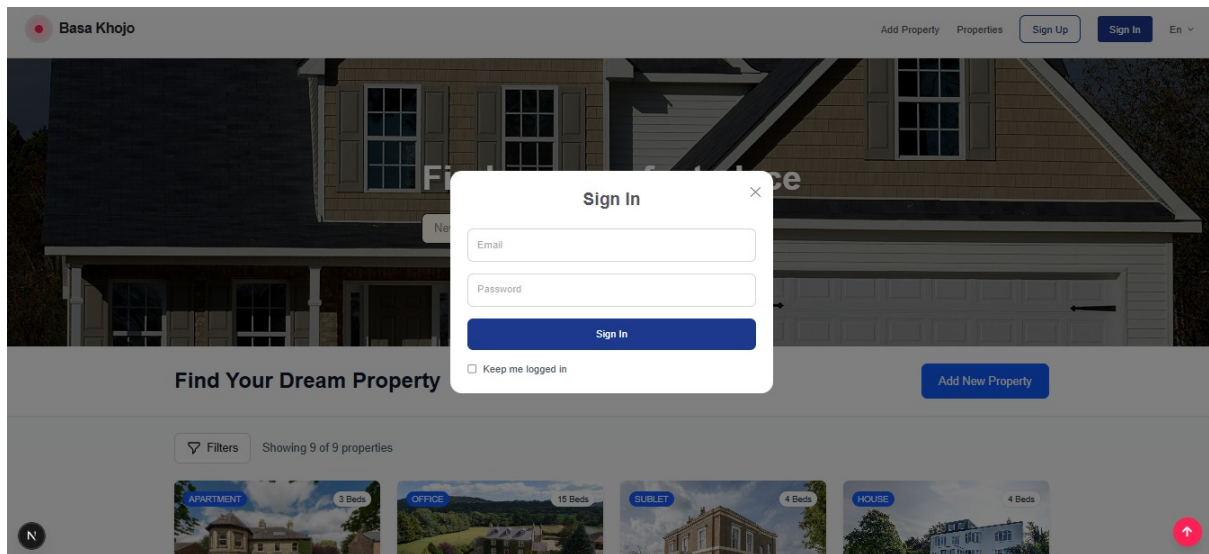 Basa Khojo
Add Property Properties Sign Up Sign In En
Sign In
Email
Password
Sign In
Keep me logged in
Find Your Dream Property
Add New Property
Filters Showing 9 of 9 properties
APARTMENT 3 Beds OFFICE 15 Beds SUBLET 4 Beds HOUSE 4 Beds
N